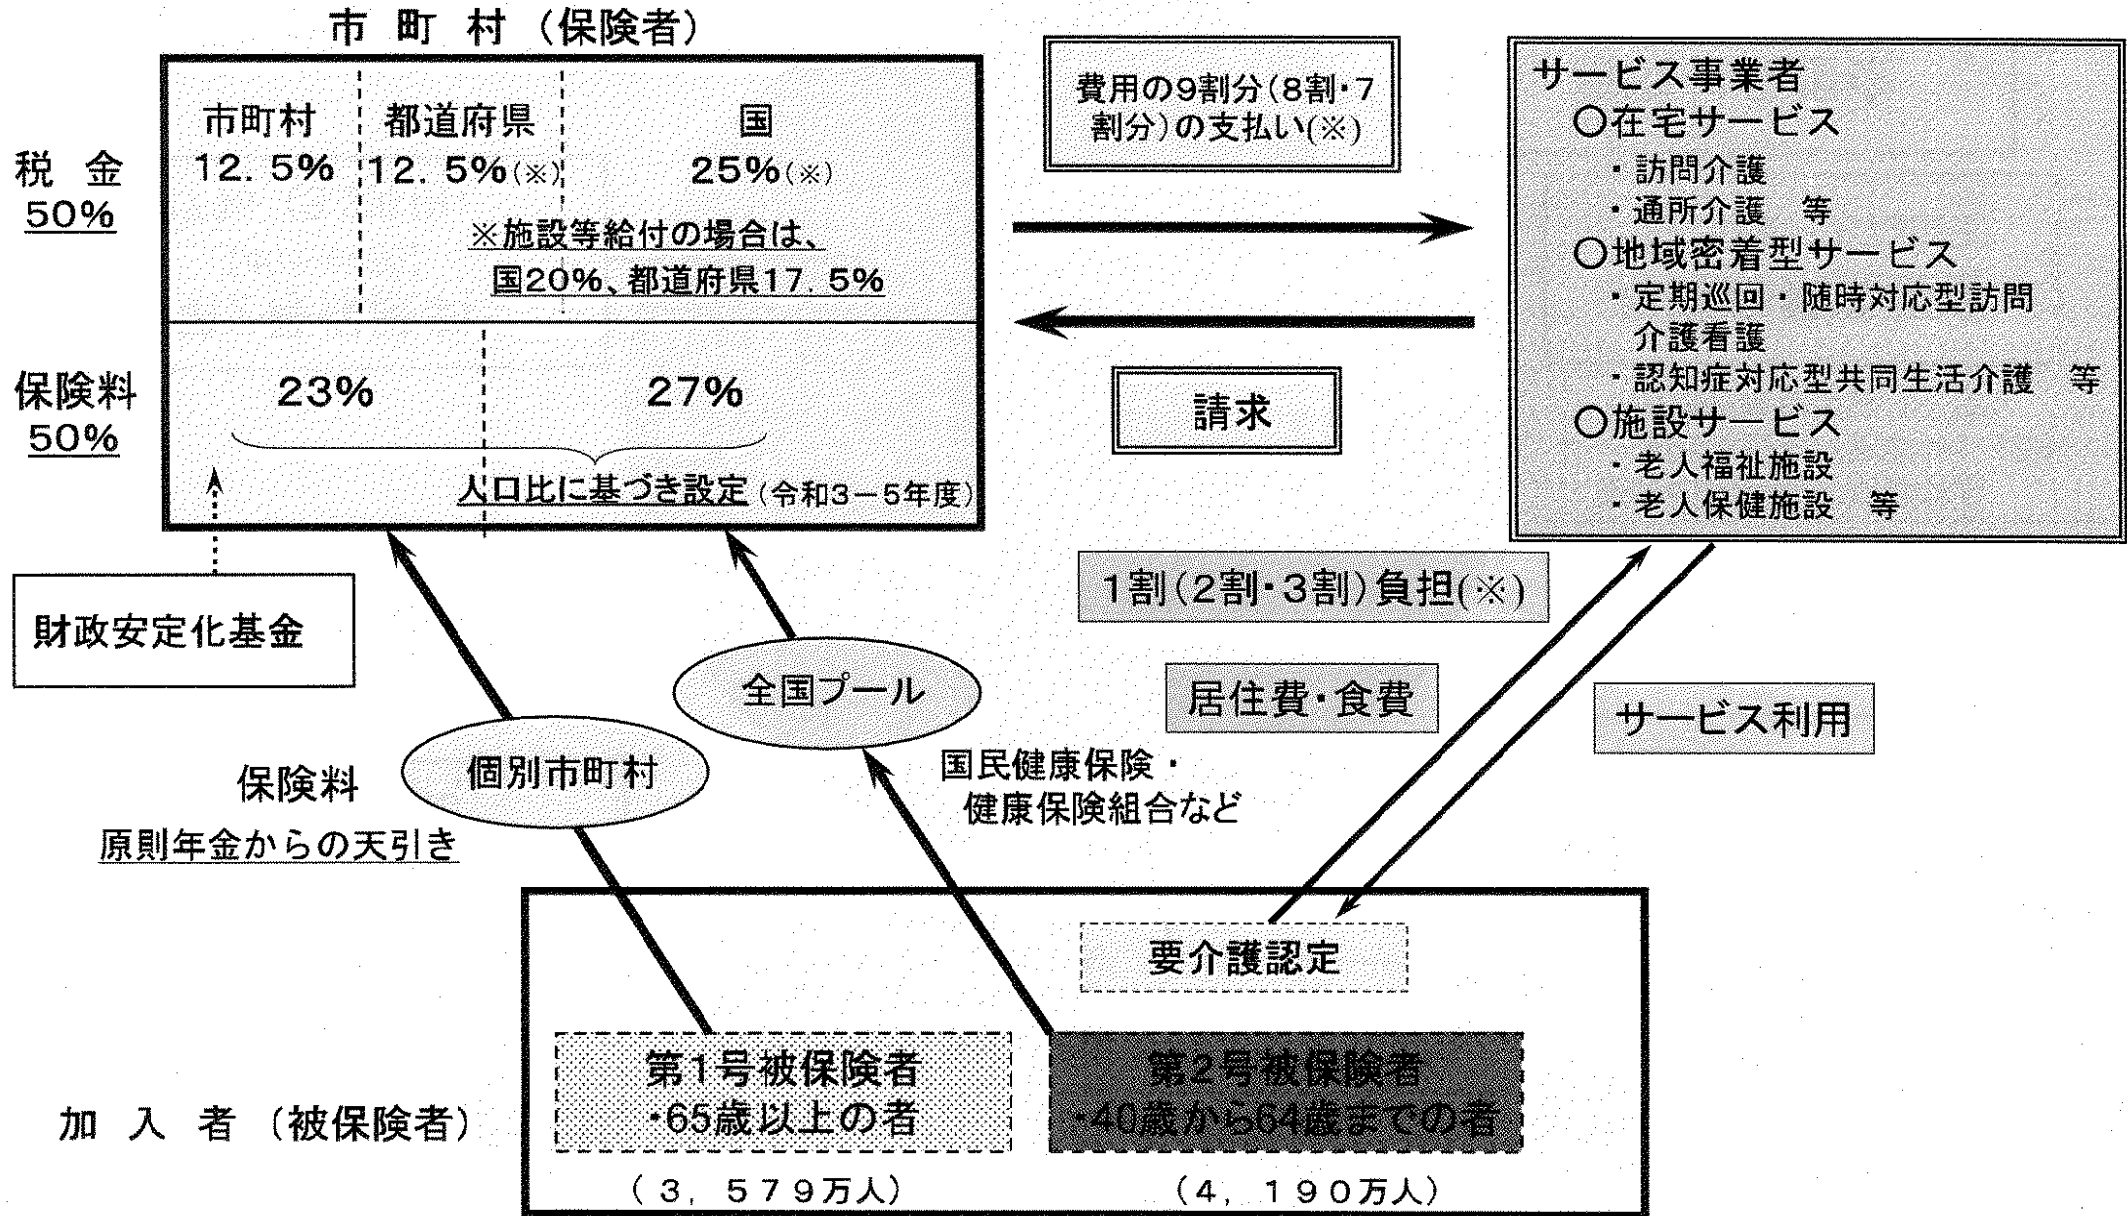 市　町　村（保険者）
税　金
50%
市町村
12．5%
都道府県
12．5%(※)
国
25%(※)
※施設等給付の場合は、
国20%、都道府県17．5%
保険料
50%
23%
27%
人口比に基づき設定（令和3－5年度）
財政安定化基金
費用の9割分（8割・7
割分）の支払い(※)
請求
サービス事業者
○在宅サービス
・訪問介護
・通所介護　等
○地域密着型サービス
・定期巡回・随時対応型訪問
介護看護
・認知症対応型共同生活介護　等
○施設サービス
・老人福祉施設
・老人保健施設　等
1割（2割・3割）負担(※)
居住費・食費
サービス利用
全国プール
個別市町村
保険料
原則年金からの天引き
国民健康保険・
健康保険組合など
要介護認定
加　入　者　（被保険者）
第1号被保険者
・65歳以上の者
（３，５７９万人）
第2号被保険者
・40歳から64歳までの者
（４，１９０万人）